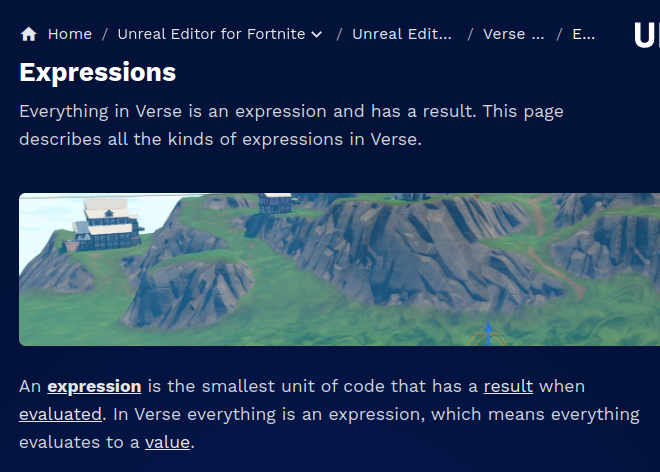 Home / Unreal Editor for Fortnite / Unreal Edit... / Verse ... / E...
Expressions
Everything in Verse is an expression and has a result. This page
describes all the kinds of expressions in Verse.
An expression is the smallest unit of code that has a result when
evaluated. In Verse everything is an expression, which means everything
evaluates to a value.